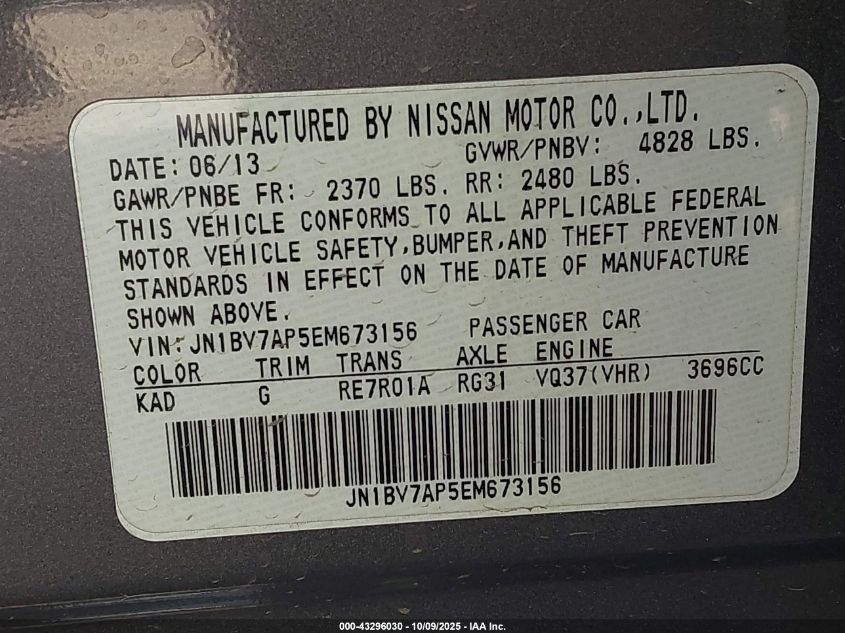 MANUFACTURED BY NISSAN MOTOR CO.,LTD.
DATE: 06/13 GVWR/PNBV: 4828 LBS.
GAWR/PNBE FR: 2370 LBS. RR: 2480 LBS.
THIS VEHICLE CONFORMS TO ALL APPLICABLE FEDERAL
MOTOR VEHICLE SAFETY,BUMPER,AND THEFT PREVENTION
STANDARDS IN EFFECT ON THE DATE OF MANUFACTURE
SHOWN ABOVE.
VIN: JN1BV7AP5EM673156 PASSENGER CAR
COLOR TRIM TRANS AXLE ENGINE
KAD G RE7R01A RG31 VQ37(VHR) 3696CC
JN1BV7AP5EM673156
000-43296030 - 10/09/2025 - IAA Inc.